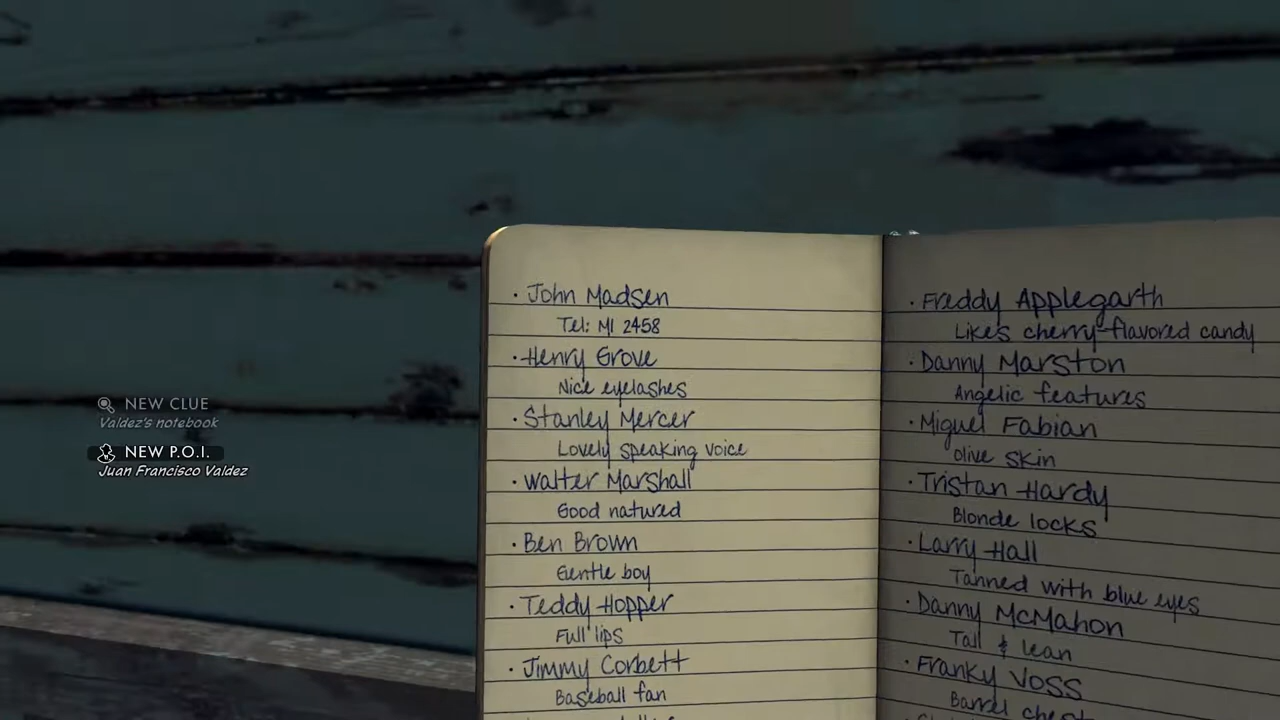 NEW CLUE
Valdez's notebook
NEW P.O.I.
Juan Francisco Valdez
· John Madsen
Tel: MI 2458
· Henry Grove
Nice eyelashes
· Stanley Mercer
Lovely speaking voice
· Walter Marshall
Good natured
· Ben Brown
Gentle boy
· Teddy Hopper
Full lips
· Jimmy Corbett
Baseball fan
· Freddy Applegarth
Likes cherry-flavored candy
· Danny Marston
Angelic features
· Miguel Fabian
Olive skin
· Tristan Hardy
Blonde locks
· Larry Hall
Tanned with blue eyes
· Danny McMahon
Tall & lean
· Franky Voss
Barrel